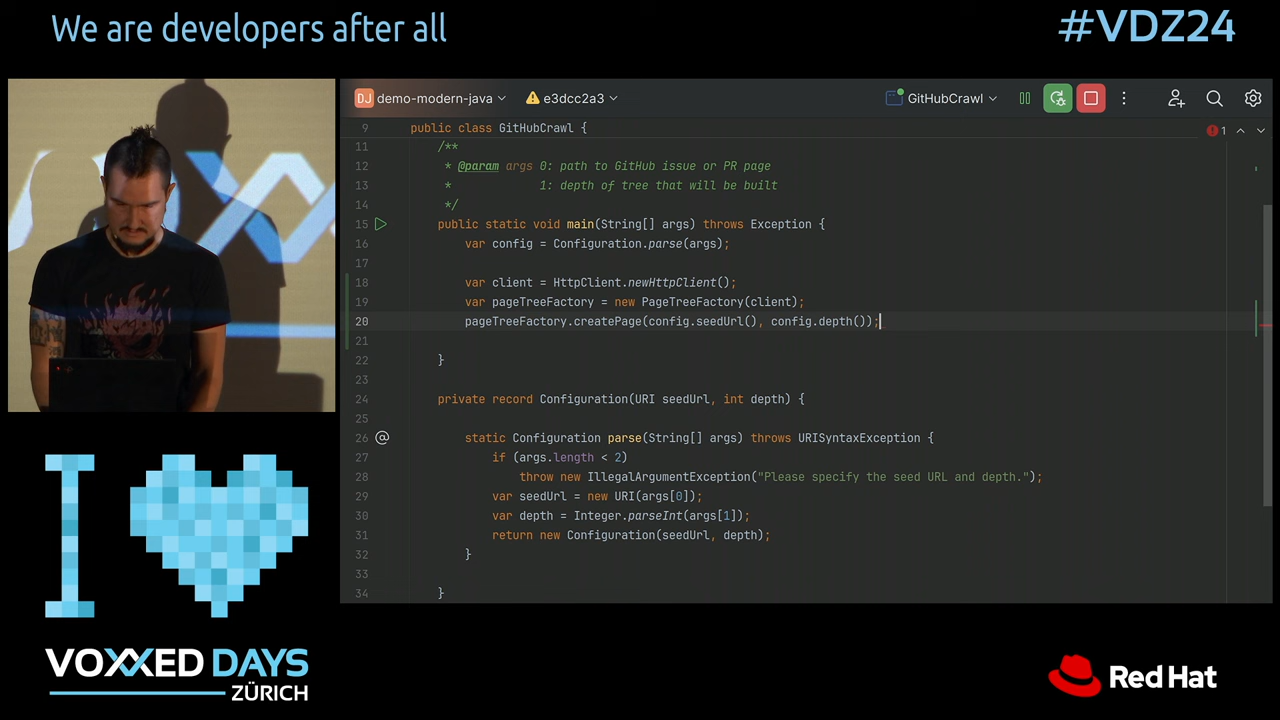 We are developers after all
#VDZ24
DJ demo-modern-java e3dcc2a3 GitHubCrawl
9 public class GitHubCrawl { 1
11 /**
12 * @param args 0: path to GitHub issue or PR page
13 * 1: depth of tree that will be built
14 */
15 public static void main(String[] args) throws Exception {
16 var config = Configuration.parse(args);
17
18 var client = HttpClient.newHttpClient();
19 var pageTreeFactory = new PageTreeFactory(client);
20 pageTreeFactory.createPage(config.seedUrl(), config.depth());
21
22 }
23
24 private record Configuration(URI seedUrl, int depth) {
25
26 @ static Configuration parse(String[] args) throws URISyntaxException {
27 if (args.length < 2)
28 throw new IllegalArgumentException("Please specify the seed URL and depth.");
29 var seedUrl = new URI(args[0]);
30 var depth = Integer.parseInt(args[1]);
31 return new Configuration(seedUrl, depth);
32 }
33
34 }
I
VOXXED DAYS
ZÜRICH
Red Hat